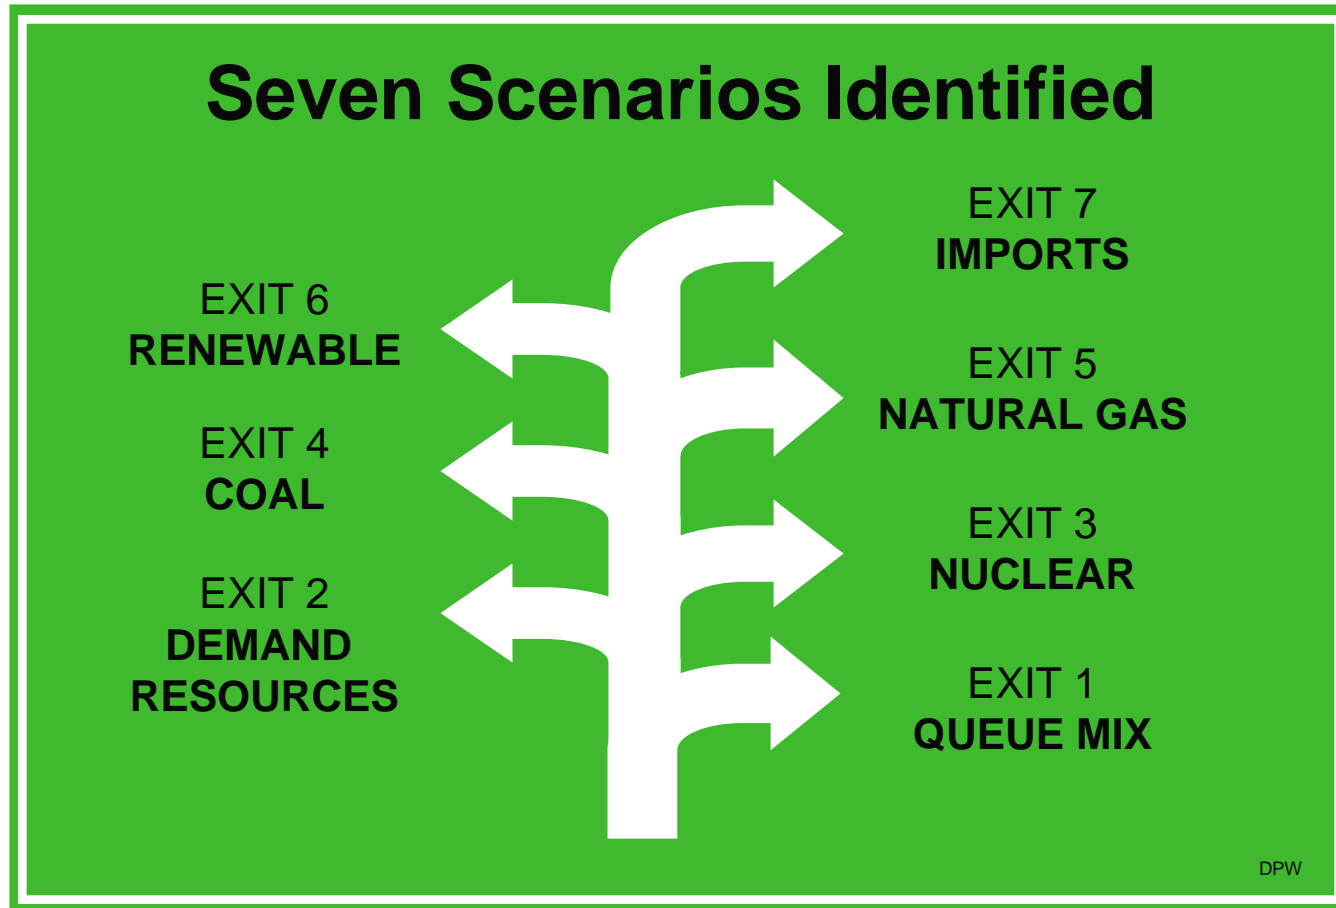 Seven Scenarios Identified
EXIT 7
IMPORTS
EXIT 6
RENEWABLE
EXIT 5
NATURAL GAS
EXIT 4
COAL
EXIT 3
NUCLEAR
EXIT 2
DEMAND
RESOURCES
EXIT 1
QUEUE MIX
DPW